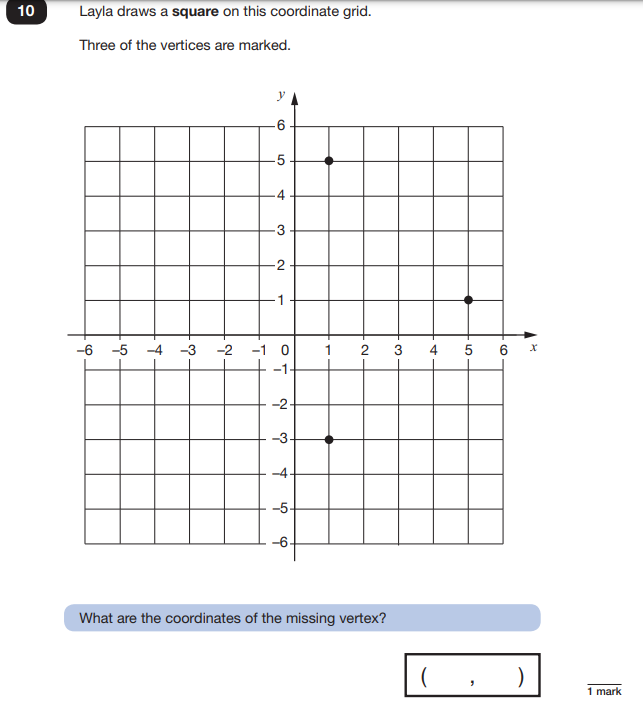 10
Layla draws a square on this coordinate grid.
Three of the vertices are marked.
y
6
5
4
3
2
1
–6 –5 –4 –3 –2 –1 0 1 2 3 4 5 6 x
–1
–2
–3
–4
–5
–6
What are the coordinates of the missing vertex?
( , )
1 mark